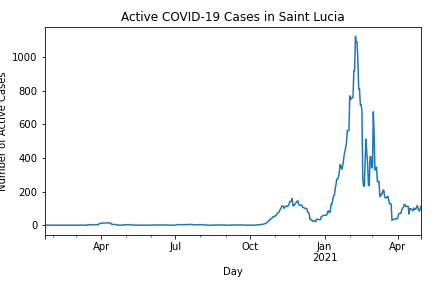 Active COVID-19 Cases in Saint Lucia
Number of Active Cases
1000
800
600
400
200
0
Apr
Jul
Oct
Jan
2021
Apr
Day